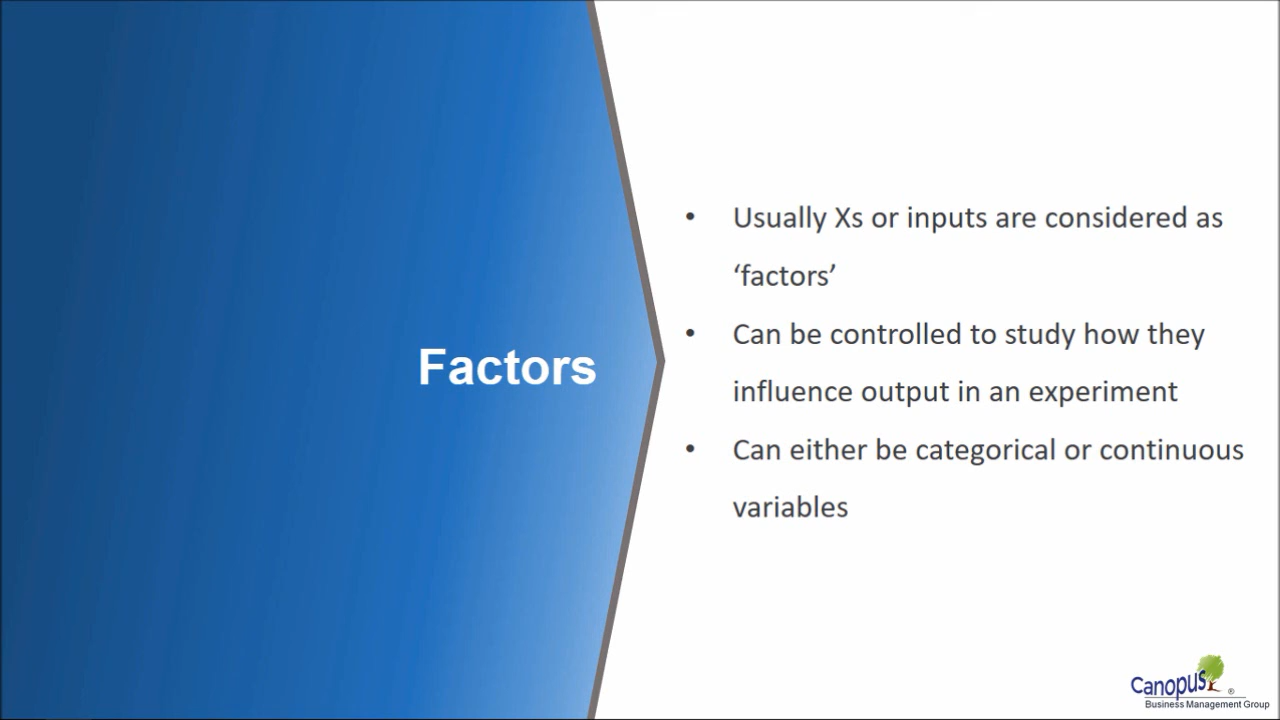 Factors
• Usually Xs or inputs are considered as
‘factors’
• Can be controlled to study how they
influence output in an experiment
• Can either be categorical or continuous
variables
Canopus ®
Business Management Group